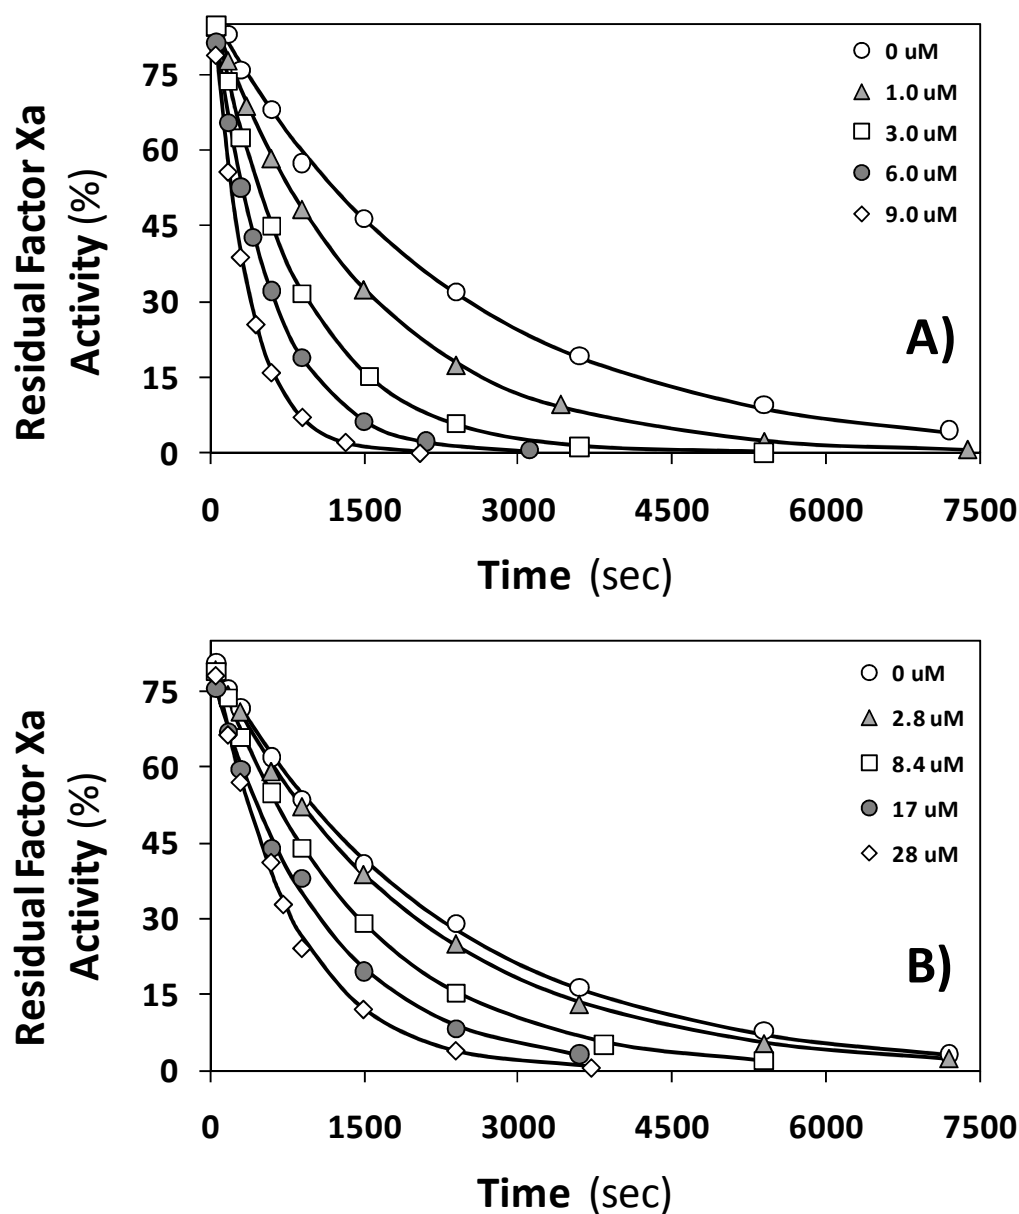 Residual Factor Xa
Activity (%)
75
60
45
30
15
0
0 uM
1.0 uM
3.0 uM
6.0 uM
9.0 uM
A)
0 1500 3000 4500 6000 7500
Time (sec)
Residual Factor Xa
Activity (%)
75
60
45
30
15
0
0 uM
2.8 uM
8.4 uM
17 uM
28 uM
B)
0 1500 3000 4500 6000 7500
Time (sec)